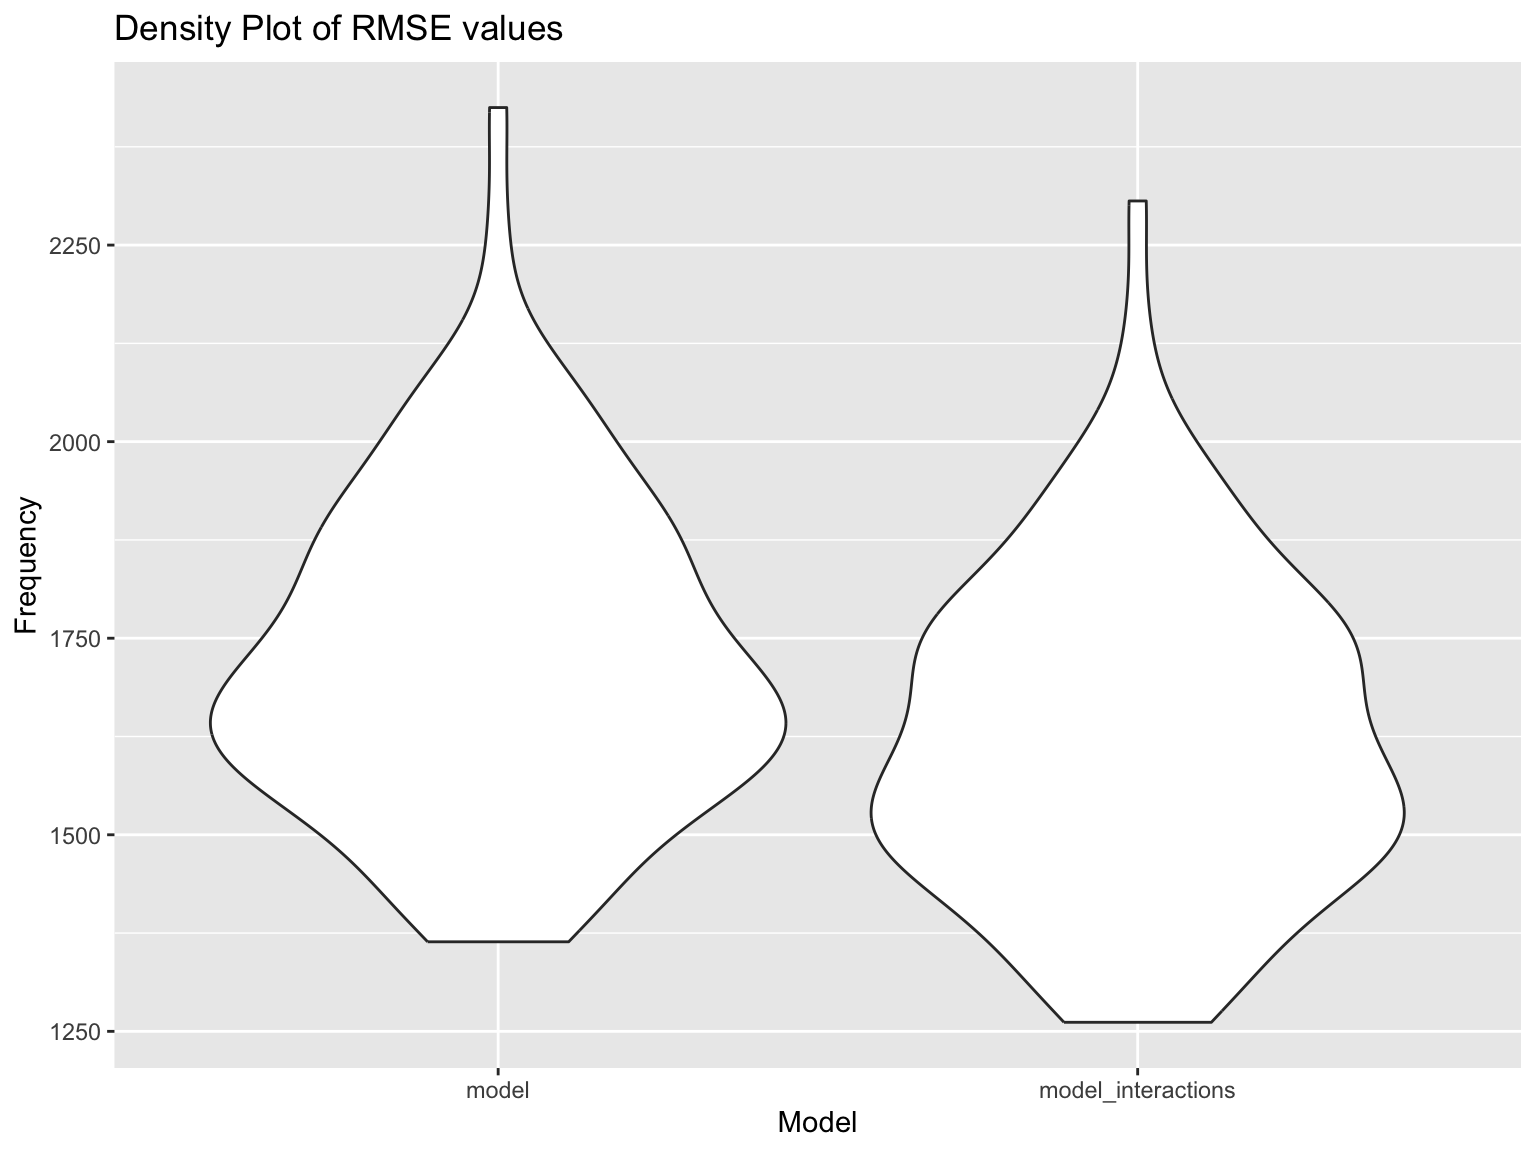 Density Plot of RMSE values
Frequency
2250
2000
1750
1500
1250
model
model_interactions
Model